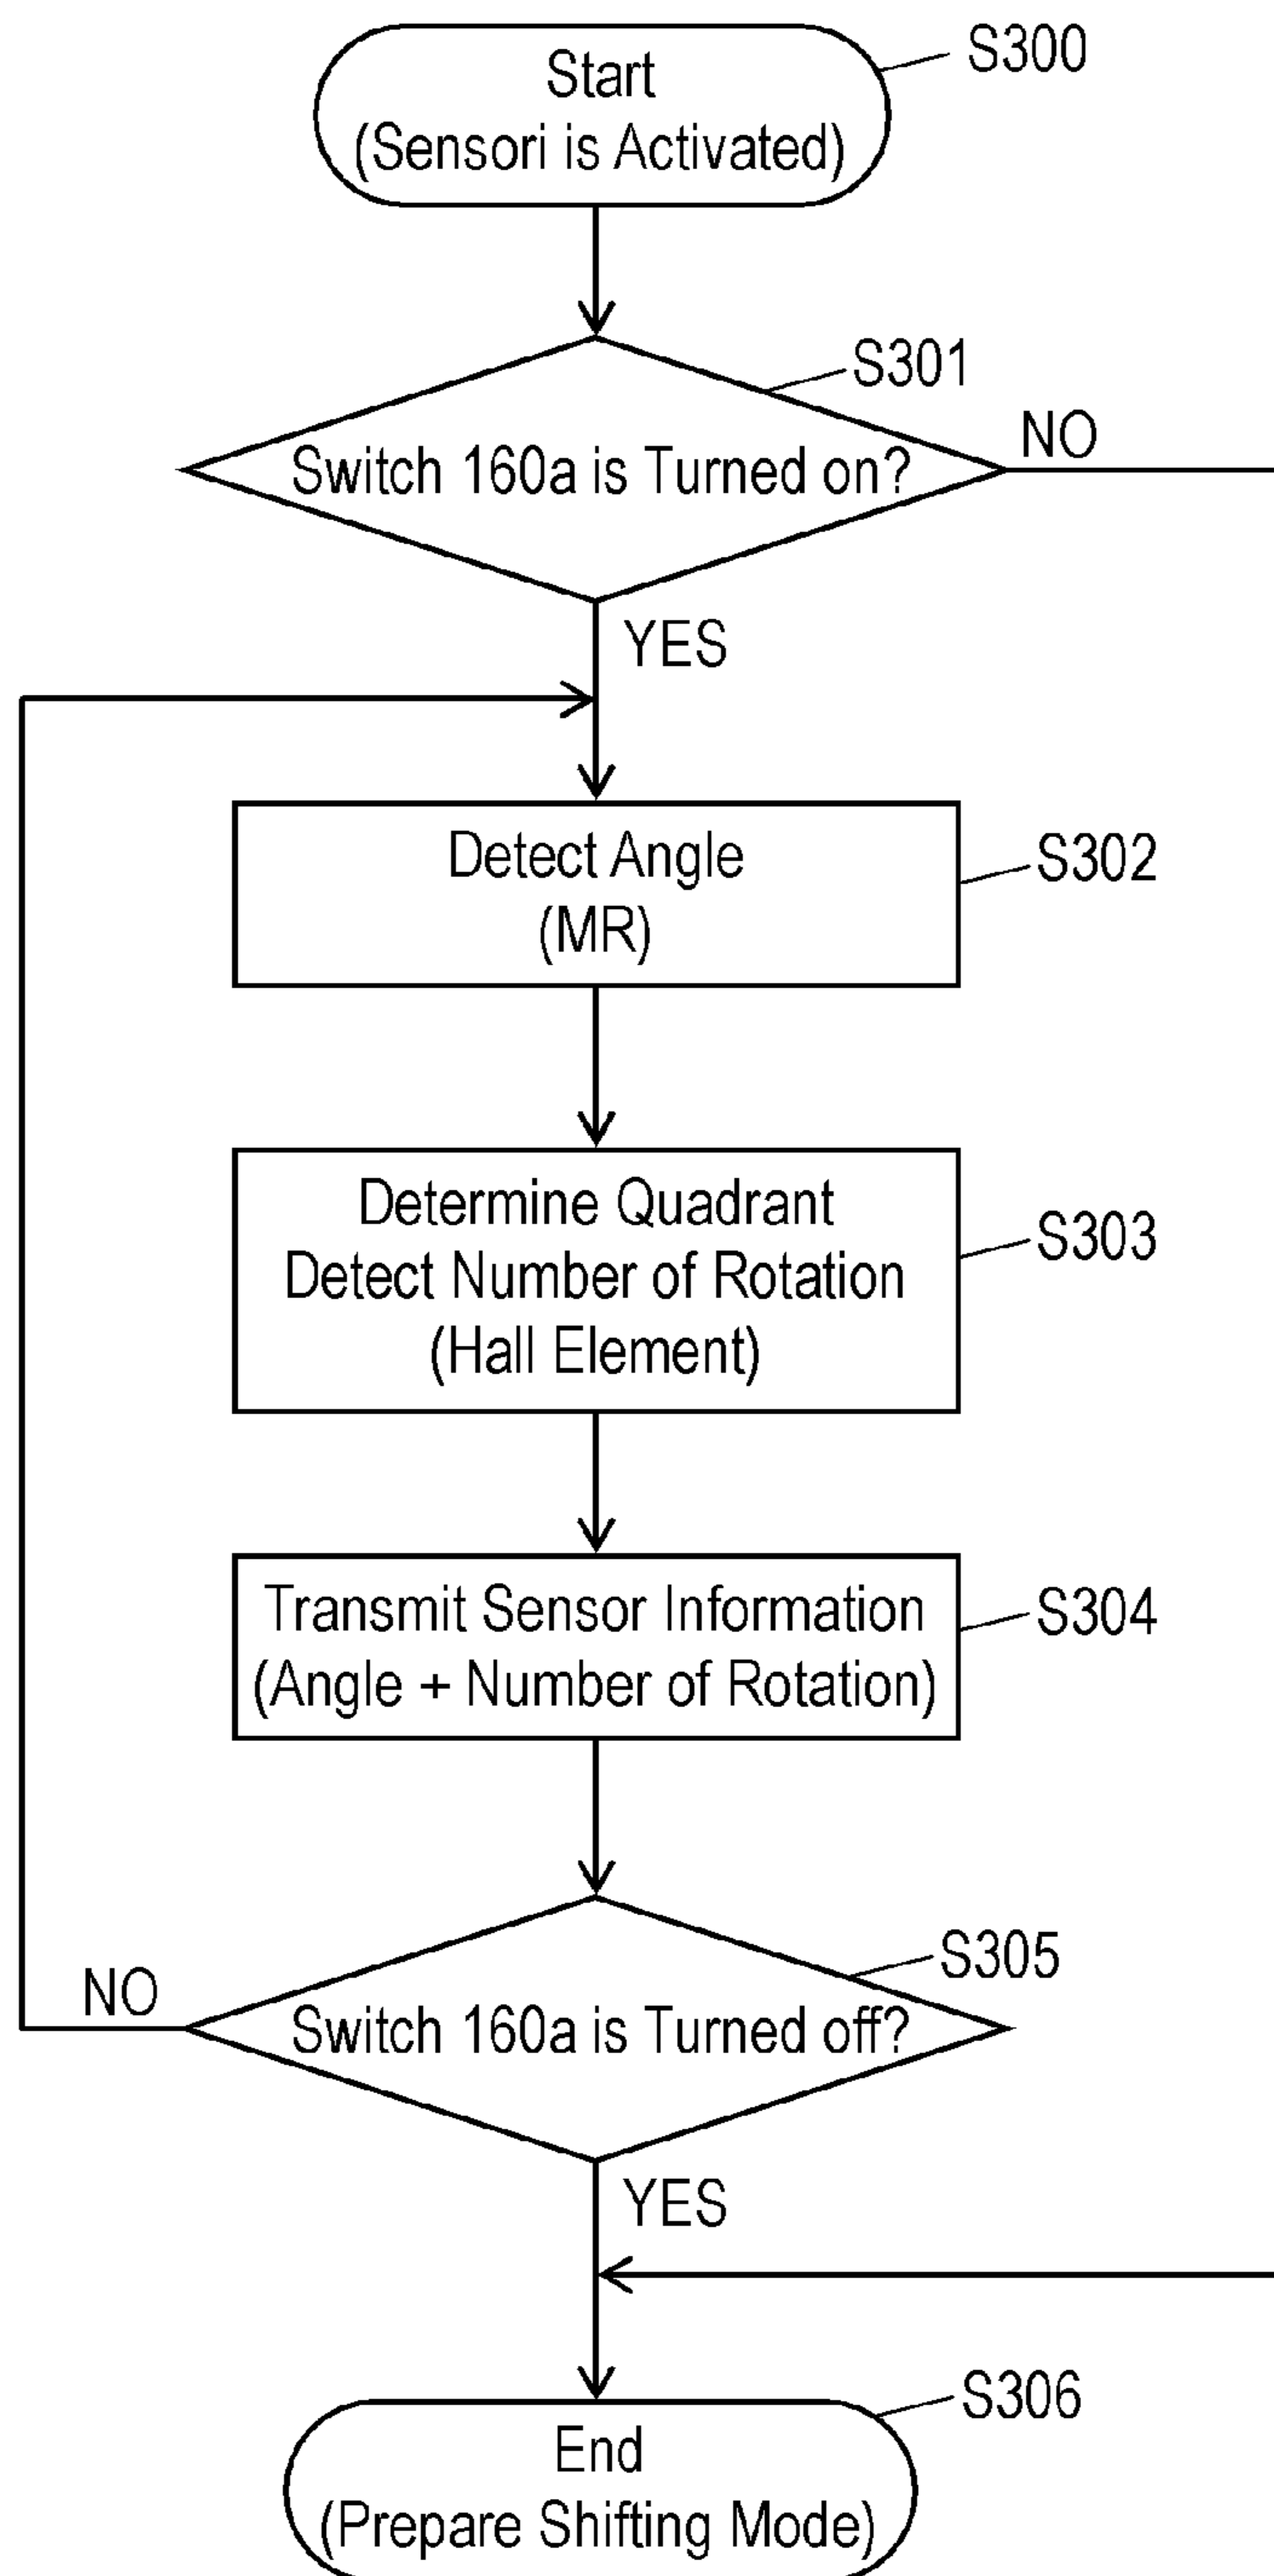 Start
(Sensori is Activated)
S300
S301
Switch 160a is Turned on?
NO
YES
Detect Angle
(MR)
S302
Determine Quadrant
Detect Number of Rotation
(Hall Element)
S303
Transmit Sensor Information
(Angle + Number of Rotation)
S304
S305
NO
Switch 160a is Turned off?
YES
S306
End
(Prepare Shifting Mode)